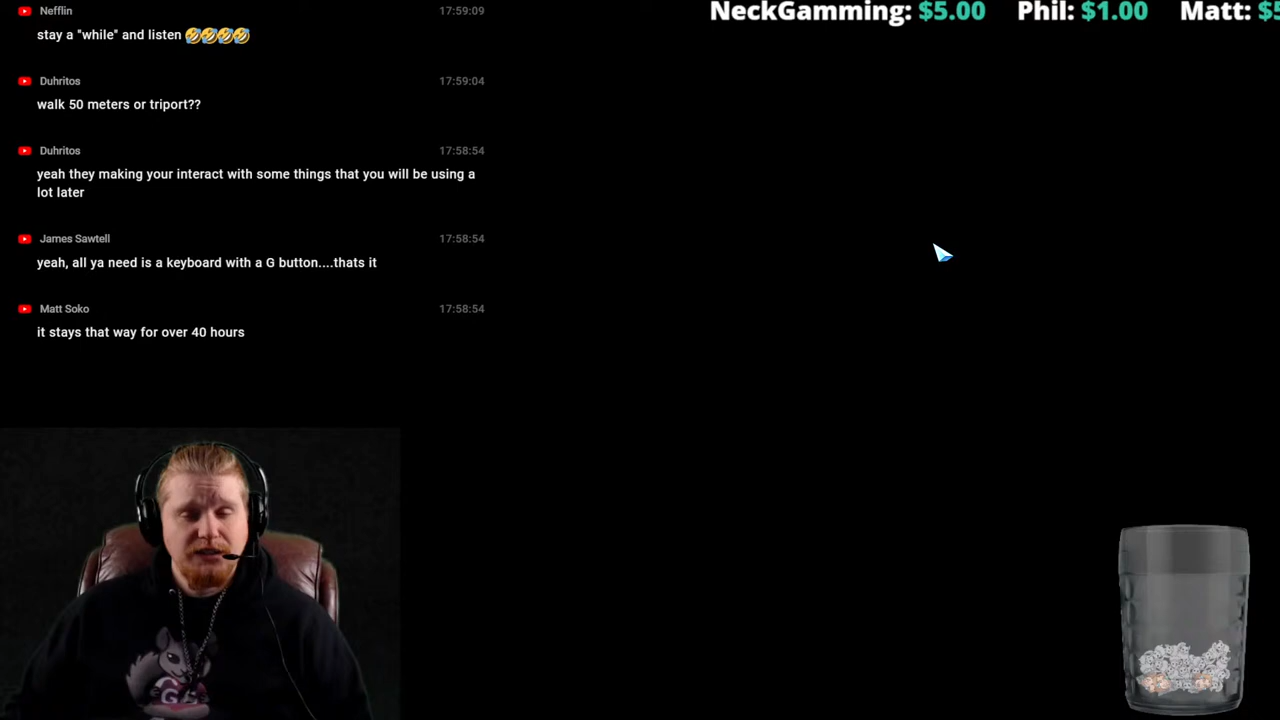 NeckGamming: $5.00 Phil: $1.00 Matt:
Nefflin 17:59:09
stay a "while" and listen 🤣🤣🤣🤣
Duhritos 17:59:04
walk 50 meters or triport??
Duhritos 17:58:54
yeah they making your interact with some things that you will be using a
lot later
James Sawtell 17:58:54
yeah, all ya need is a keyboard with a G button....thats it
Matt Soko 17:58:54
it stays that way for over 40 hours